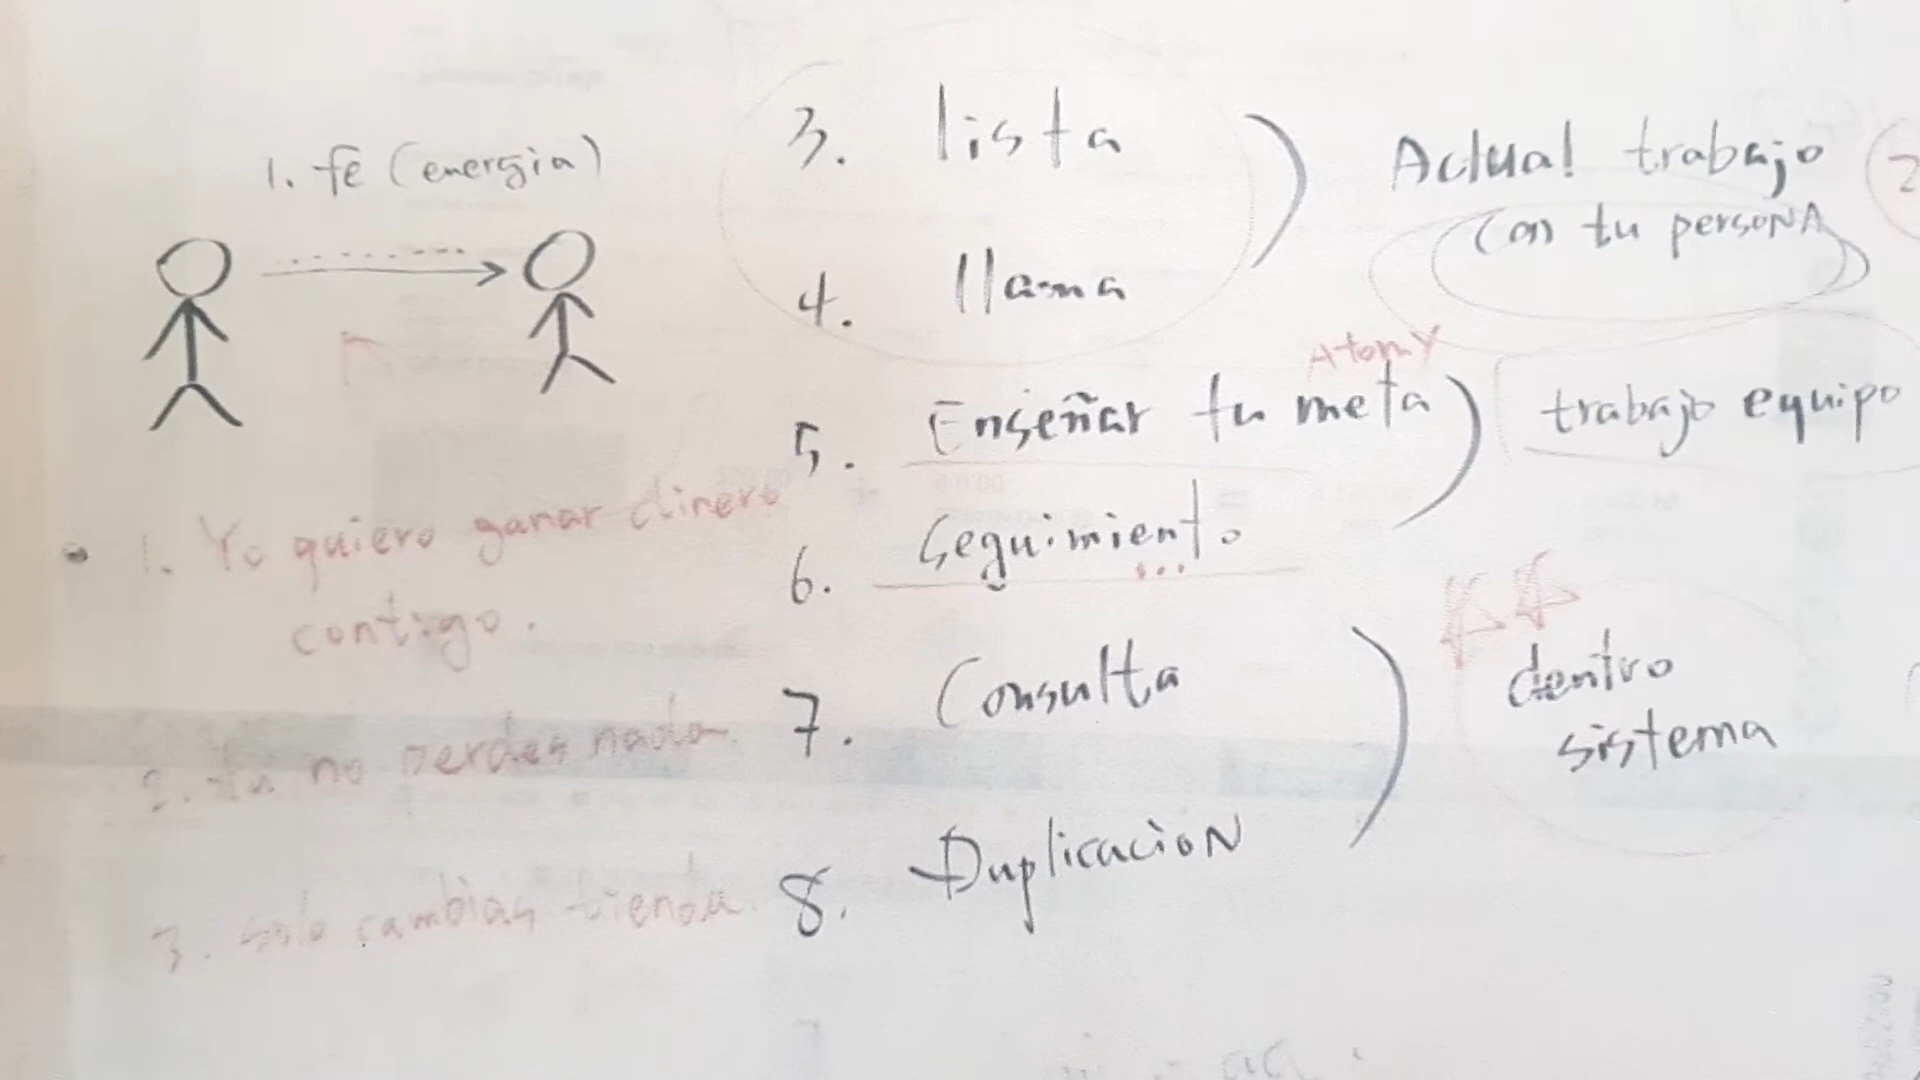 1. fe (energia)
3. lista
4. llama
Actual trabajo
con tu persoNA
2
Atomy
5. Enseñar tu meta
trabajo equipo
6. seguimiento
...
1. Yo quiero ganar dinero
contigo.
7. Consulta
dentro
sistema
2. Tu no perdes nada.
8. DuplicacioN
3. solo cambias tienda.